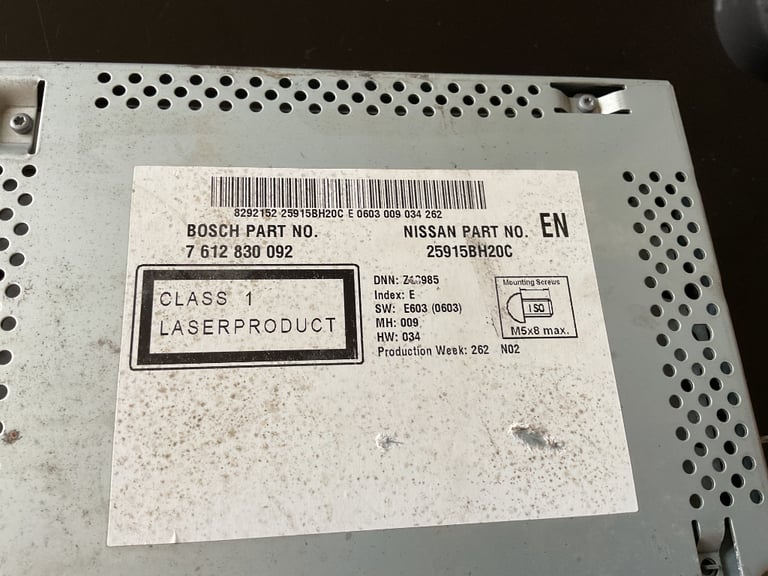 8292152 25915BH20C E 0603 009 034 262
BOSCH PART NO.
7 612 830 092
NISSAN PART NO.
25915BH20C
EN
CLASS 1
LASERPRODUCT
DNN:
Index: E
SW: E603 (0603)
MH: 009
HW: 034
Production Week: 262 N02
Mounting Screws
ISO
M5x8 max.